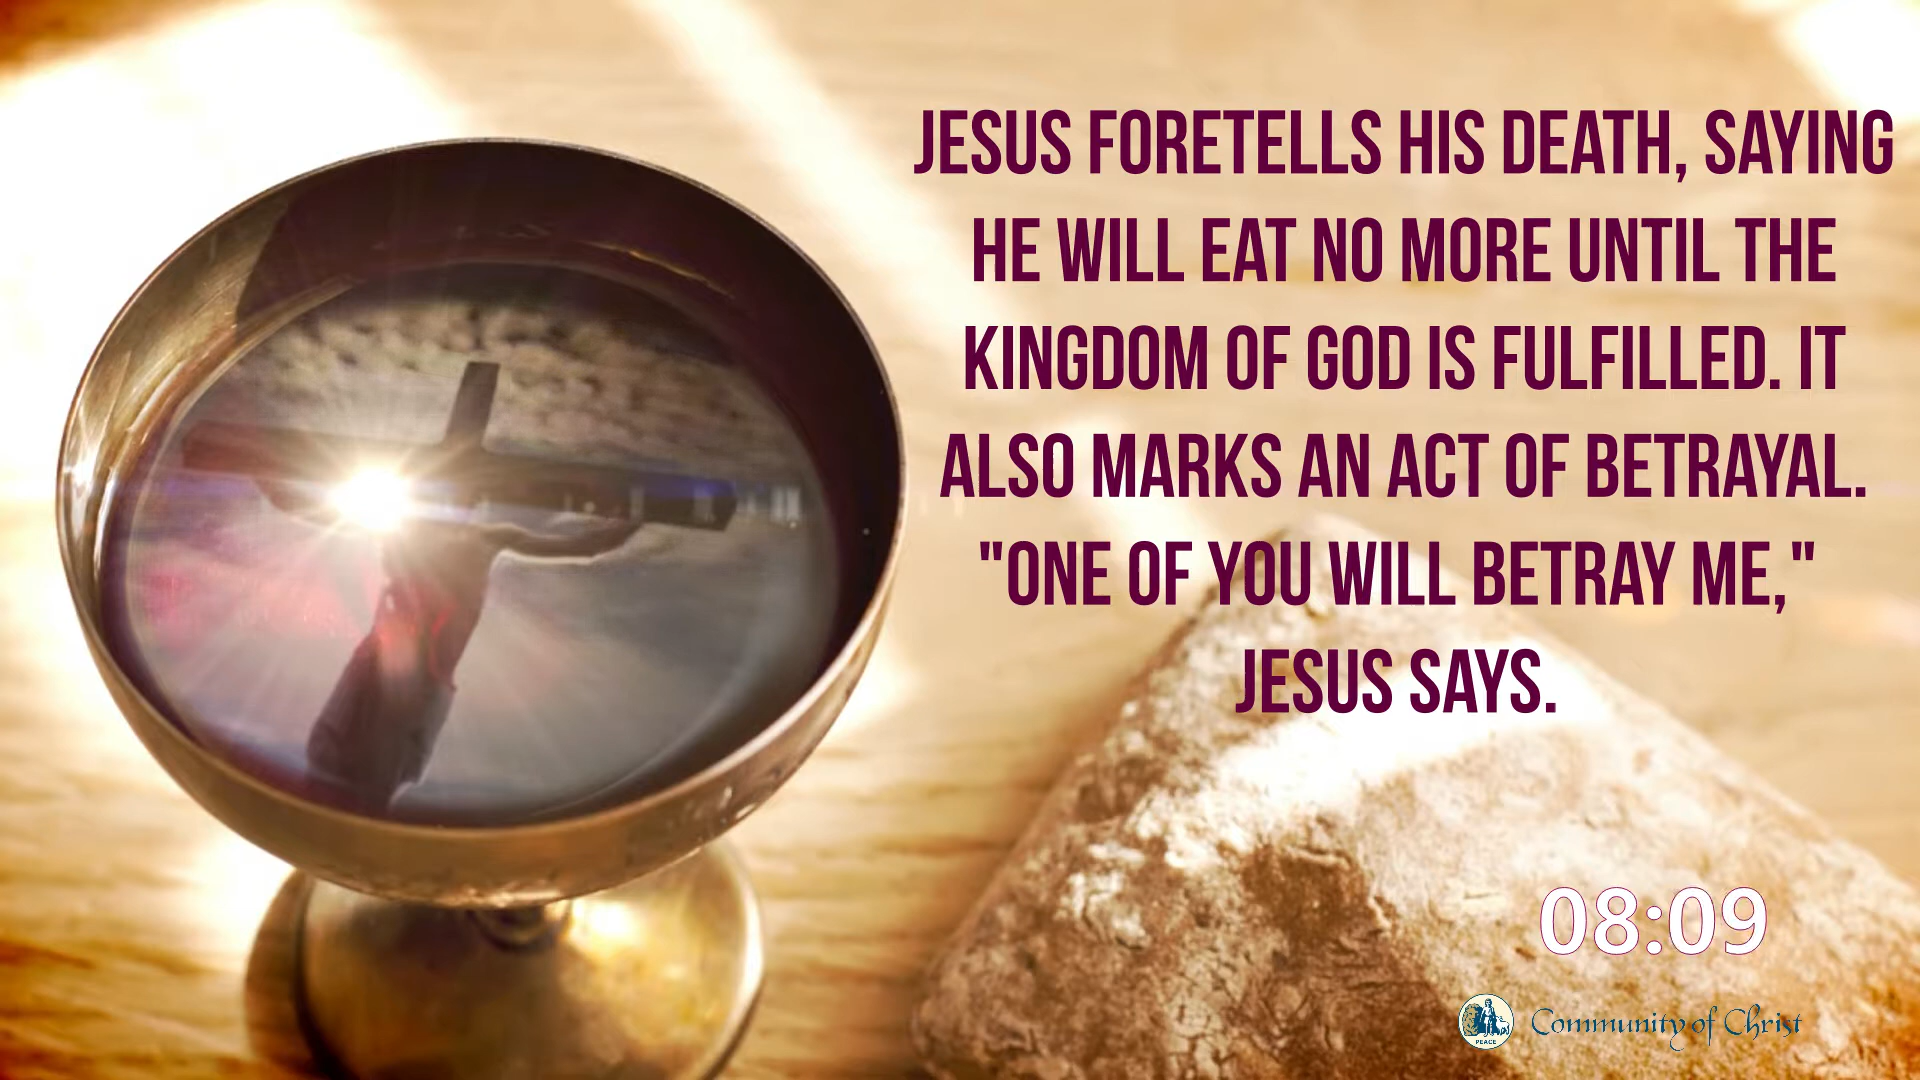 JESUS FORETELLS HIS DEATH, SAYING
HE WILL EAT NO MORE UNTIL THE
KINGDOM OF GOD IS FULFILLED. IT
ALSO MARKS AN ACT OF BETRAYAL.
"ONE OF YOU WILL BETRAY ME,"
JESUS SAYS.
08:09
PEACE
Community of Christ